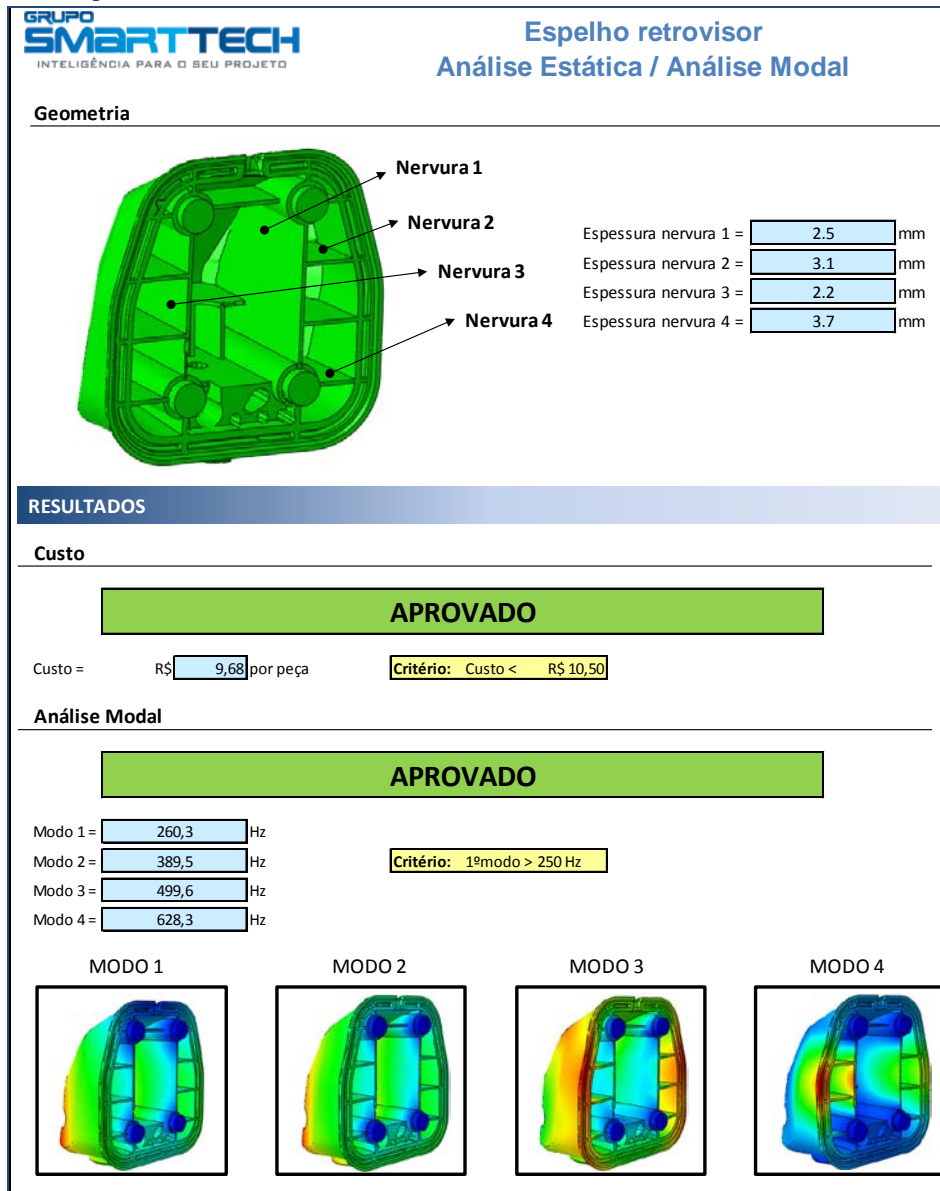 GRUPO
SMARTTECH
INTELIGÊNCIA PARA O SEU PROJETO
Espelho retrovisor
Análise Estática / Análise Modal
Geometria
Nervura 1
Nervura 2
Nervura 3
Nervura 4
Espessura nervura 1 = 2.5 mm
Espessura nervura 2 = 3.1 mm
Espessura nervura 3 = 2.2 mm
Espessura nervura 4 = 3.7 mm
RESULTADOS
Custo
APROVADO
Custo = R$ 9,68 por peça Critério: Custo < R$ 10,50
Análise Modal
APROVADO
Modo 1 = 260,3 Hz
Modo 2 = 389,5 Hz Critério: 1ºmodo > 250 Hz
Modo 3 = 499,6 Hz
Modo 4 = 628,3 Hz
MODO 1 MODO 2 MODO 3 MODO 4